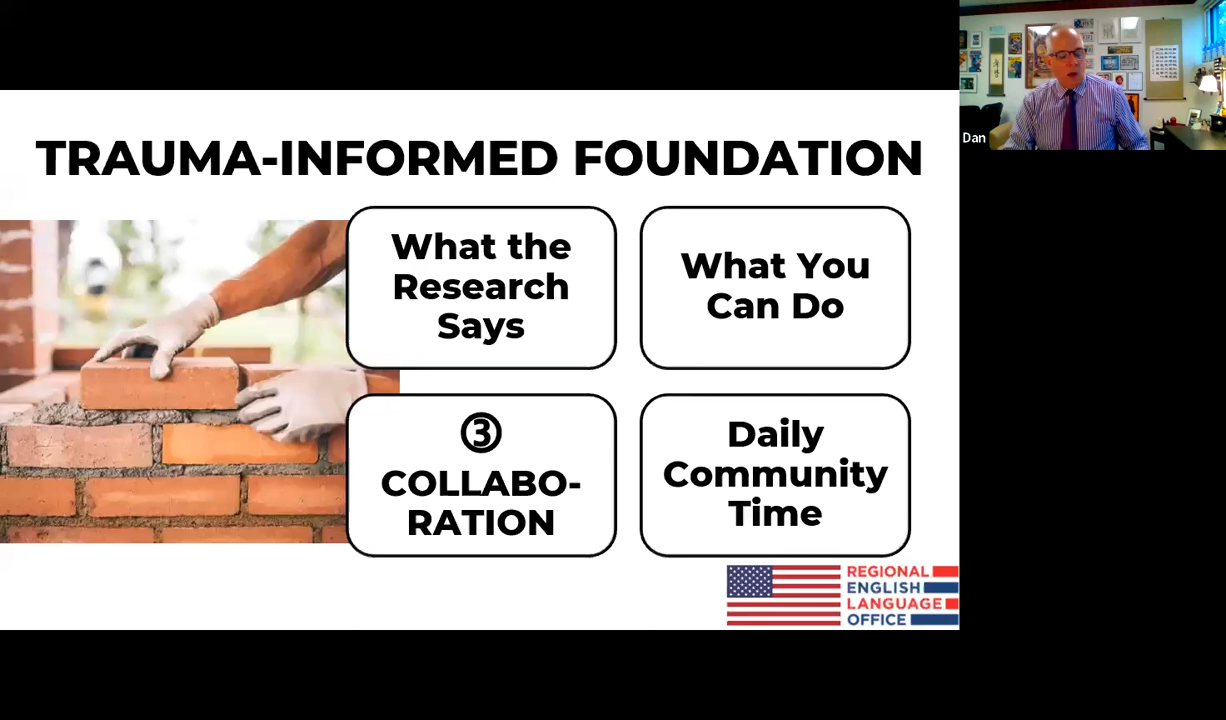 TRAUMA-INFORMED FOUNDATION
What the
Research
Says
What You
Can Do
③
COLLABO-
RATION
Daily
Community
Time
REGIONAL
ENGLISH
LANGUAGE
OFFICE
Dan